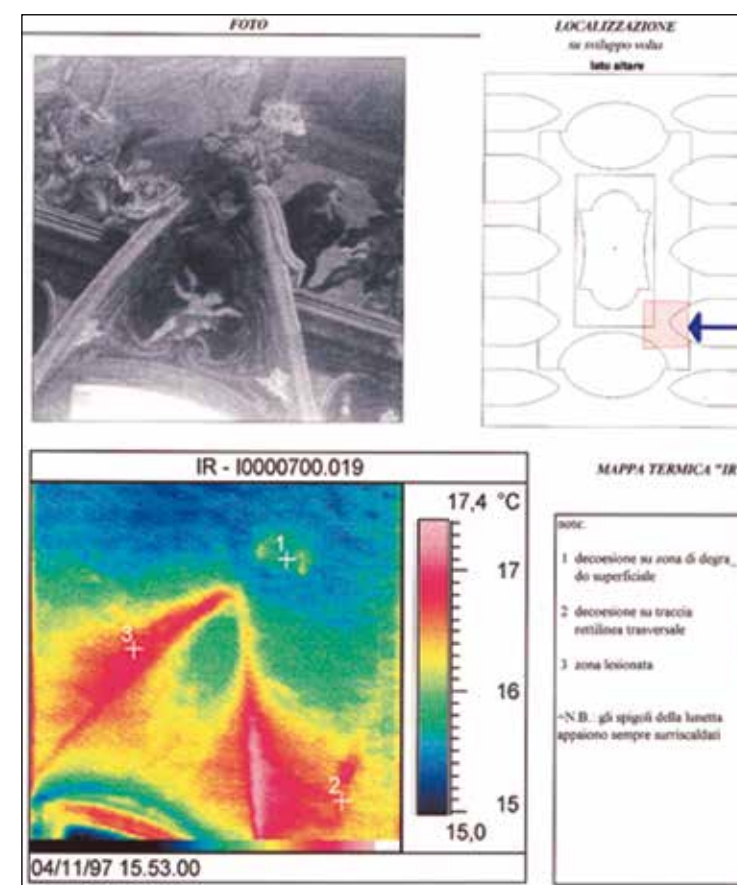 FOTO
LOCALIZZAZIONE
su sviluppo volta
lato altare
IR - I0000700.019
17,4 °C
17
16
15
15,0
1
3
2
04/11/97 15.53.00
MAPPA TERMICA "IR
note:
1 decoesione su zona di degra_
do superficiale
2 decoesione su traccia
rettilinea trasversale
3 zona lesionata
-N.B.: gli spigoli della lunetta
appaiono sempre surriscaldati